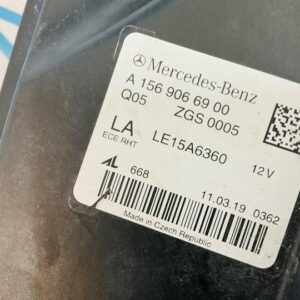 Mercedes-Benz
A 156 906 69 00
Q05 ZGS 0005
LA LE15A6360 12V
ECE RHT
AL 668 11.03.19 0362
Made in Czech Republic